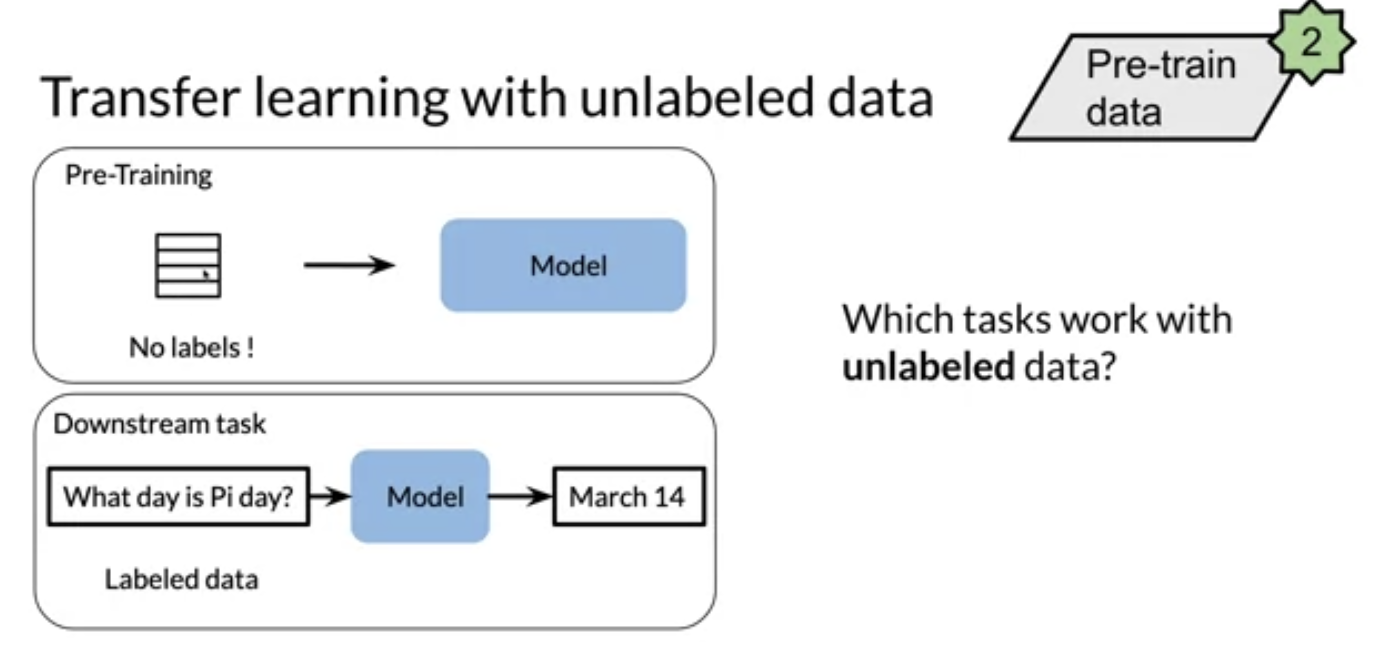 Transfer learning with unlabeled data
Pre-train
data
2
Pre-Training
Model
No labels !
Which tasks work with
unlabeled data?
Downstream task
What day is Pi day?
Model
March 14
Labeled data